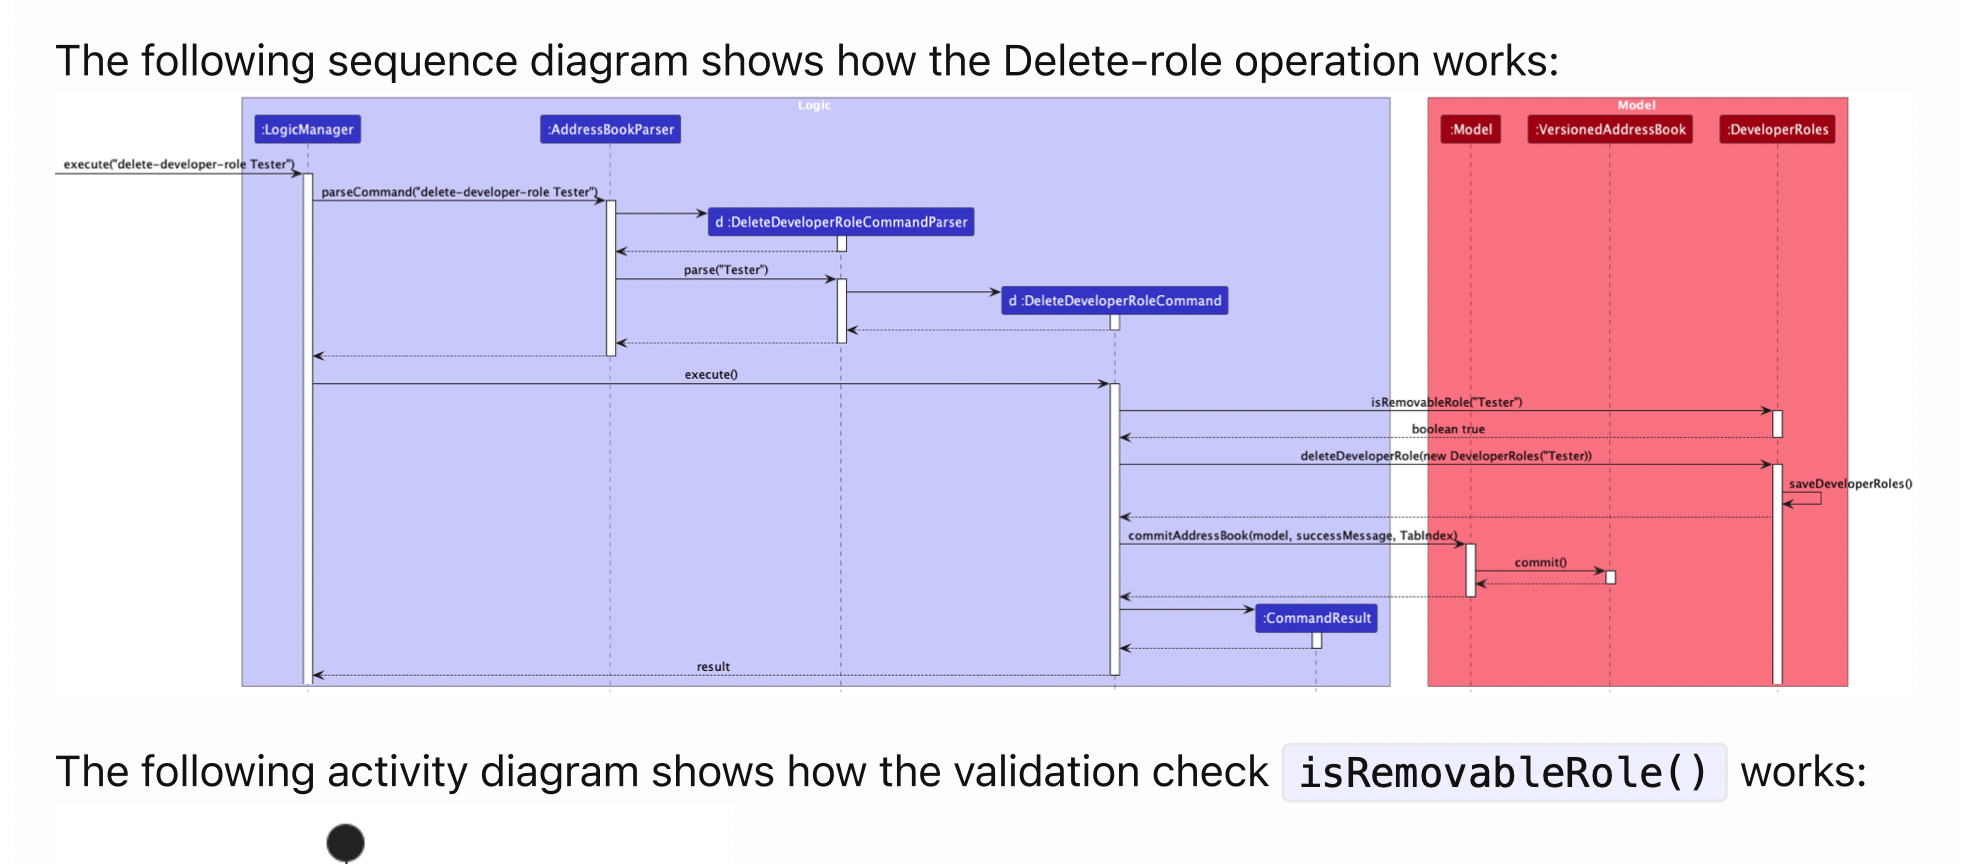 The following sequence diagram shows how the Delete-role operation works:
Logic
Model
:LogicManager
:AddressBookParser
:Model
:VersionedAddressBook
:DeveloperRoles
execute("delete-developer-role Tester")
parseCommand("delete-developer-role Tester")
d :DeleteDeveloperRoleCommandParser
parse("Tester")
d :DeleteDeveloperRoleCommand
execute()
isRemovableRole("Tester")
boolean true
deleteDeveloperRole(new DeveloperRoles("Tester))
saveDeveloperRoles()
commitAddressBook(model, successMessage, TabIndex)
commit()
:CommandResult
result
The following activity diagram shows how the validation check isRemovableRole() works: